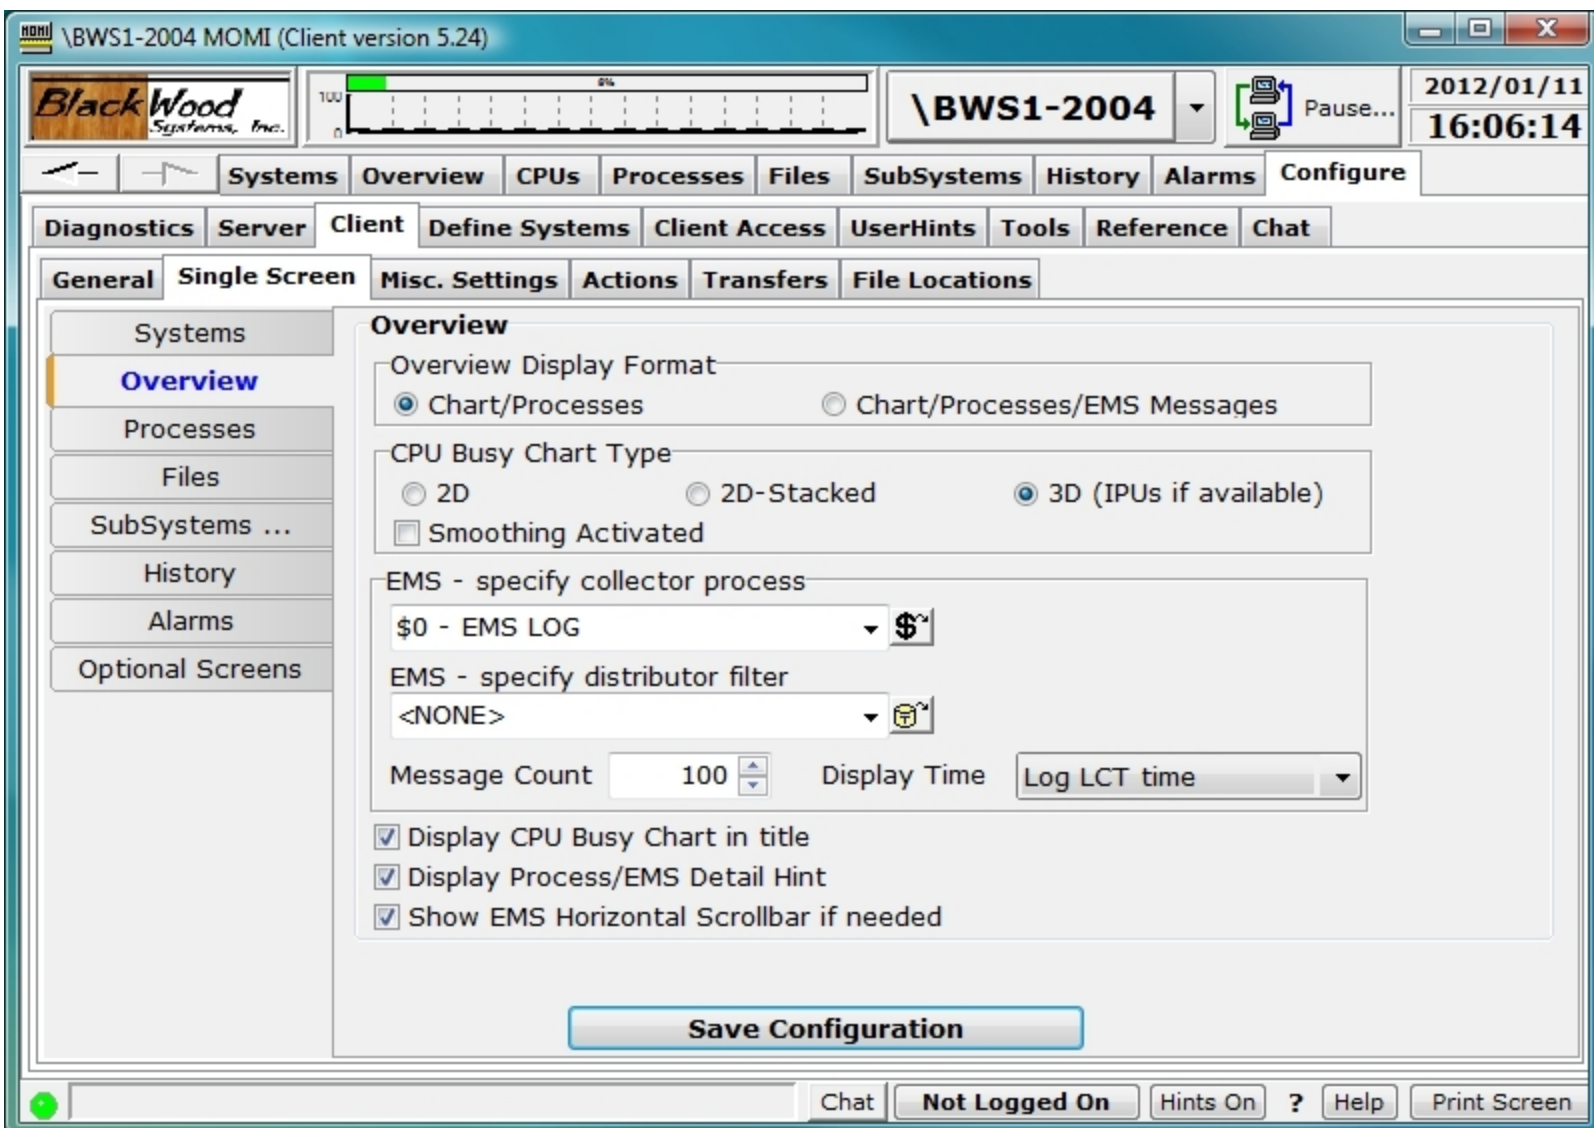 \BWS1-2004 MOMI (Client version 5.24)
BlackWood Systems, Inc.
100
0
\BWS1-2004
Pause...
2012/01/11
16:06:14
Systems Overview CPUs Processes Files SubSystems History Alarms Configure
Diagnostics Server Client Define Systems Client Access UserHints Tools Reference Chat
General Single Screen Misc. Settings Actions Transfers File Locations
Systems
Overview
Processes
Files
SubSystems ...
History
Alarms
Optional Screens
Overview
Overview Display Format
Chart/Processes Chart/Processes/EMS Messages
CPU Busy Chart Type
2D 2D-Stacked 3D (IPUs if available)
Smoothing Activated
EMS - specify collector process
$0 - EMS LOG
EMS - specify distributor filter
<NONE>
Message Count 100 Display Time Log LCT time
Display CPU Busy Chart in title
Display Process/EMS Detail Hint
Show EMS Horizontal Scrollbar if needed
Save Configuration
Chat Not Logged On Hints On ? Help Print Screen